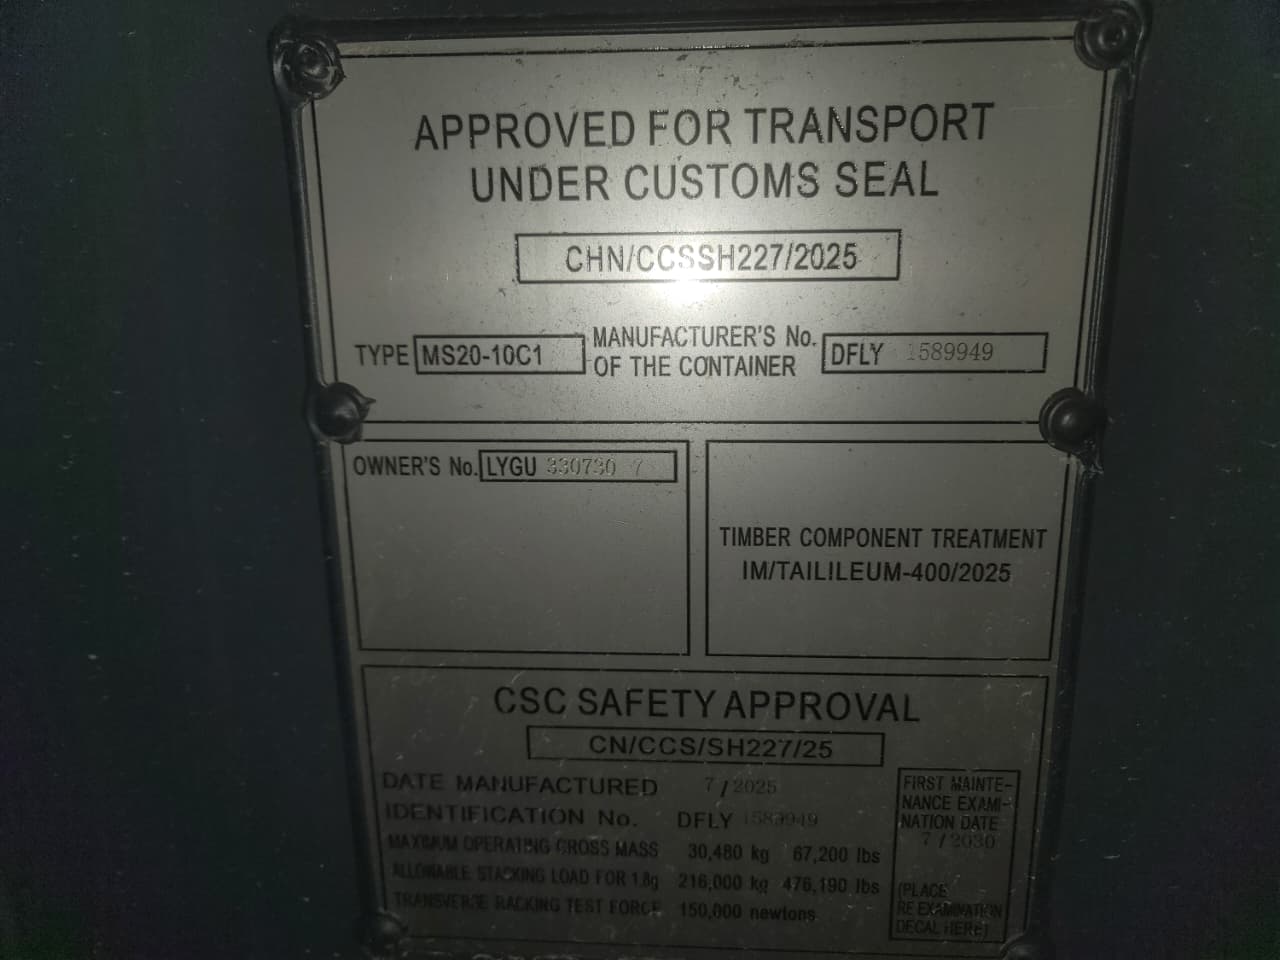 APPROVED FOR TRANSPORT
UNDER CUSTOMS SEAL
CHN/CCSSH227/2025
TYPE MS20-10C1
MANUFACTURER'S No.
OF THE CONTAINER
DFLY 1589949
OWNER'S No. LYGU 330730 7
TIMBER COMPONENT TREATMENT
IM/TAILILEUM-400/2025
CSC SAFETY APPROVAL
CN/CCS/SH227/25
DATE MANUFACTURED 7/2025
IDENTIFICATION No. DFLY 1589949
MAXIMUM OPERATING GROSS MASS 30,480 kg 67,200 lbs
ALLOWABLE STACKING LOAD FOR 1.8g 216,000 kg 476,190 lbs
TRANSVERSE RACKING TEST FORCE 150,000 newtons
FIRST MAINTE-
NANCE EXAMI-
NATION DATE
7/2030
(PLACE
RE EXAMINATION
DECAL HERE)